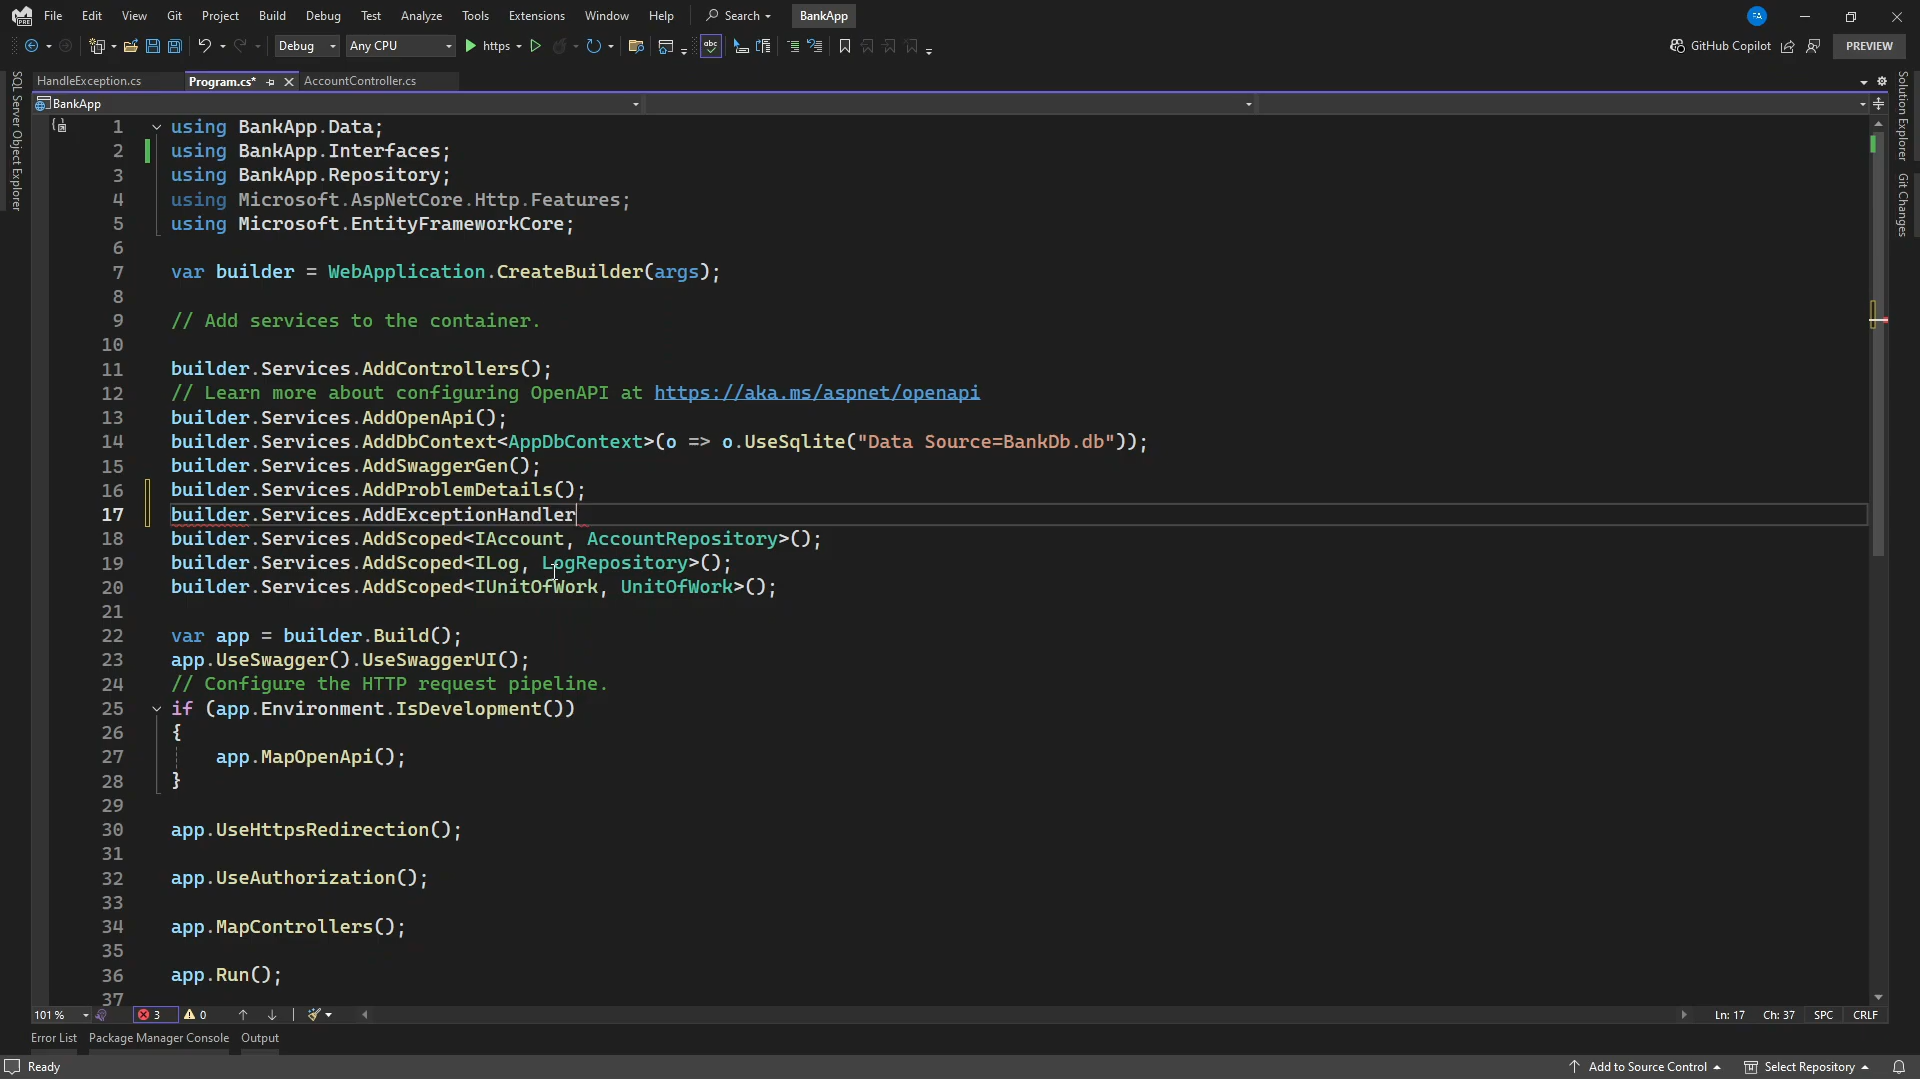 File Edit View Git Project Build Debug Test Analyze Tools Extensions Window Help Search BankApp FA
Debug Any CPU https abc GitHub Copilot PREVIEW
HandleException.cs Program.cs* AccountController.cs
BankApp
SQL Server Object Explorer
Solution Explorer
Git Changes
1 using BankApp.Data;
2 using BankApp.Interfaces;
3 using BankApp.Repository;
4 using Microsoft.AspNetCore.Http.Features;
5 using Microsoft.EntityFrameworkCore;
6
7 var builder = WebApplication.CreateBuilder(args);
8
9 // Add services to the container.
10
11 builder.Services.AddControllers();
12 // Learn more about configuring OpenAPI at https://aka.ms/aspnet/openapi
13 builder.Services.AddOpenApi();
14 builder.Services.AddDbContext<AppDbContext>(o => o.UseSqlite("Data Source=BankDb.db"));
15 builder.Services.AddSwaggerGen();
16 builder.Services.AddProblemDetails();
17 builder.Services.AddExceptionHandler
18 builder.Services.AddScoped<IAccount, AccountRepository>();
19 builder.Services.AddScoped<ILog, LogRepository>();
20 builder.Services.AddScoped<IUnitOfWork, UnitOfWork>();
21
22 var app = builder.Build();
23 app.UseSwagger().UseSwaggerUI();
24 // Configure the HTTP request pipeline.
25 if (app.Environment.IsDevelopment())
26 {
27 app.MapOpenApi();
28 }
29
30 app.UseHttpsRedirection();
31
32 app.UseAuthorization();
33
34 app.MapControllers();
35
36 app.Run();
37
101 % 3 0 Ln: 17 Ch: 37 SPC CRLF
Error List Package Manager Console Output
Ready Add to Source Control Select Repository